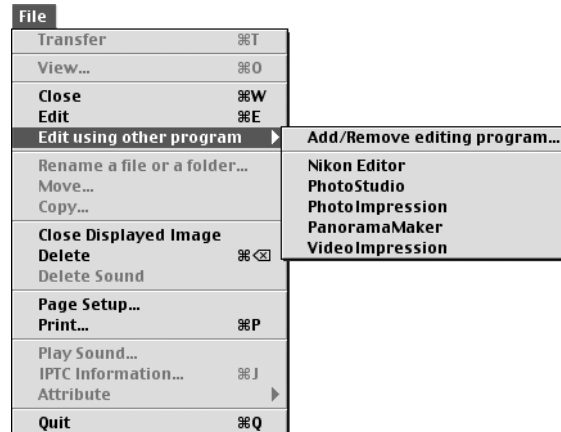 File
Transfer ⌘T
View... ⌘O
Close ⌘W
Edit ⌘E
Edit using other program
Add/Remove editing program...
Nikon Editor
PhotoStudio
PhotoImpression
PanoramaMaker
VideoImpression
Rename a file or a folder...
Move...
Copy...
Close Displayed Image
Delete ⌘⌫
Delete Sound
Page Setup...
Print... ⌘P
Play Sound...
IPTC Information... ⌘J
Attribute
Quit ⌘Q